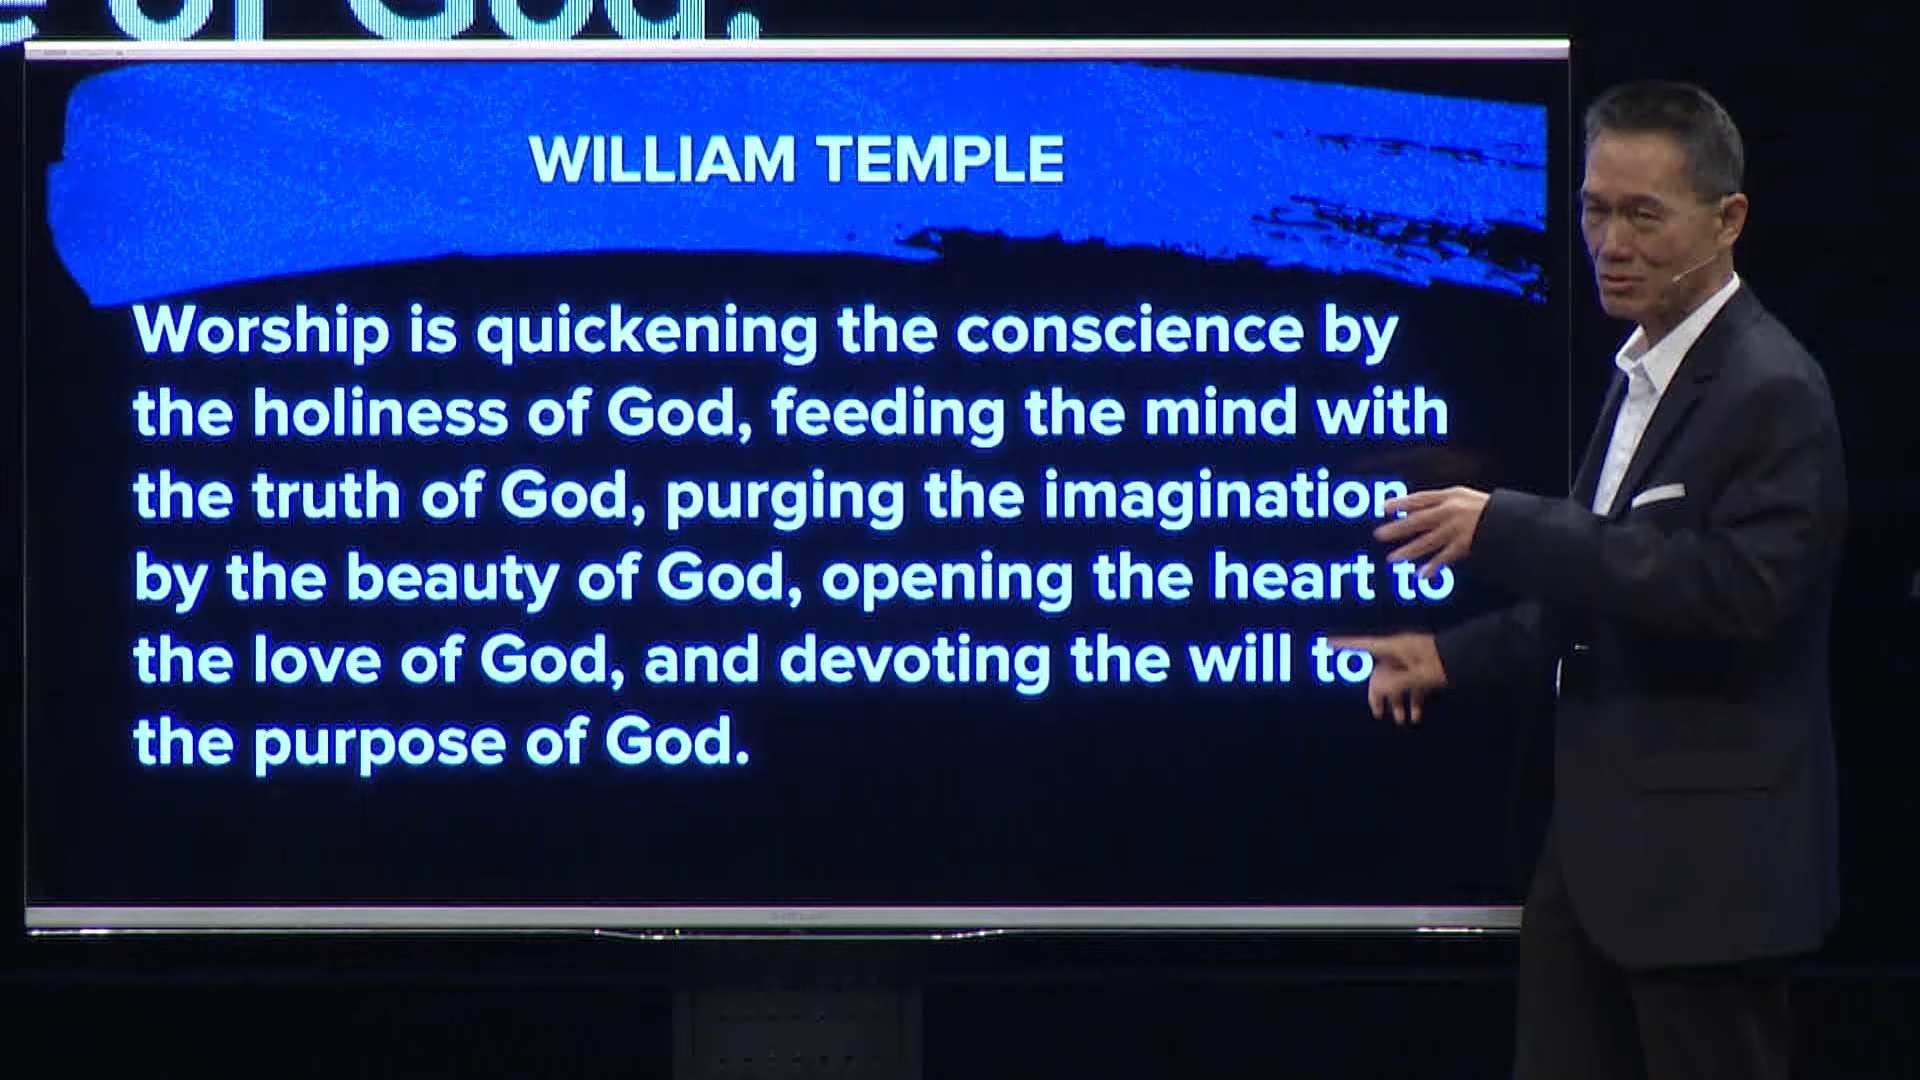 e of God.
WILLIAM TEMPLE
Worship is quickening the conscience by
the holiness of God, feeding the mind with
the truth of God, purging the imagination
by the beauty of God, opening the heart to
the love of God, and devoting the will to
the purpose of God.